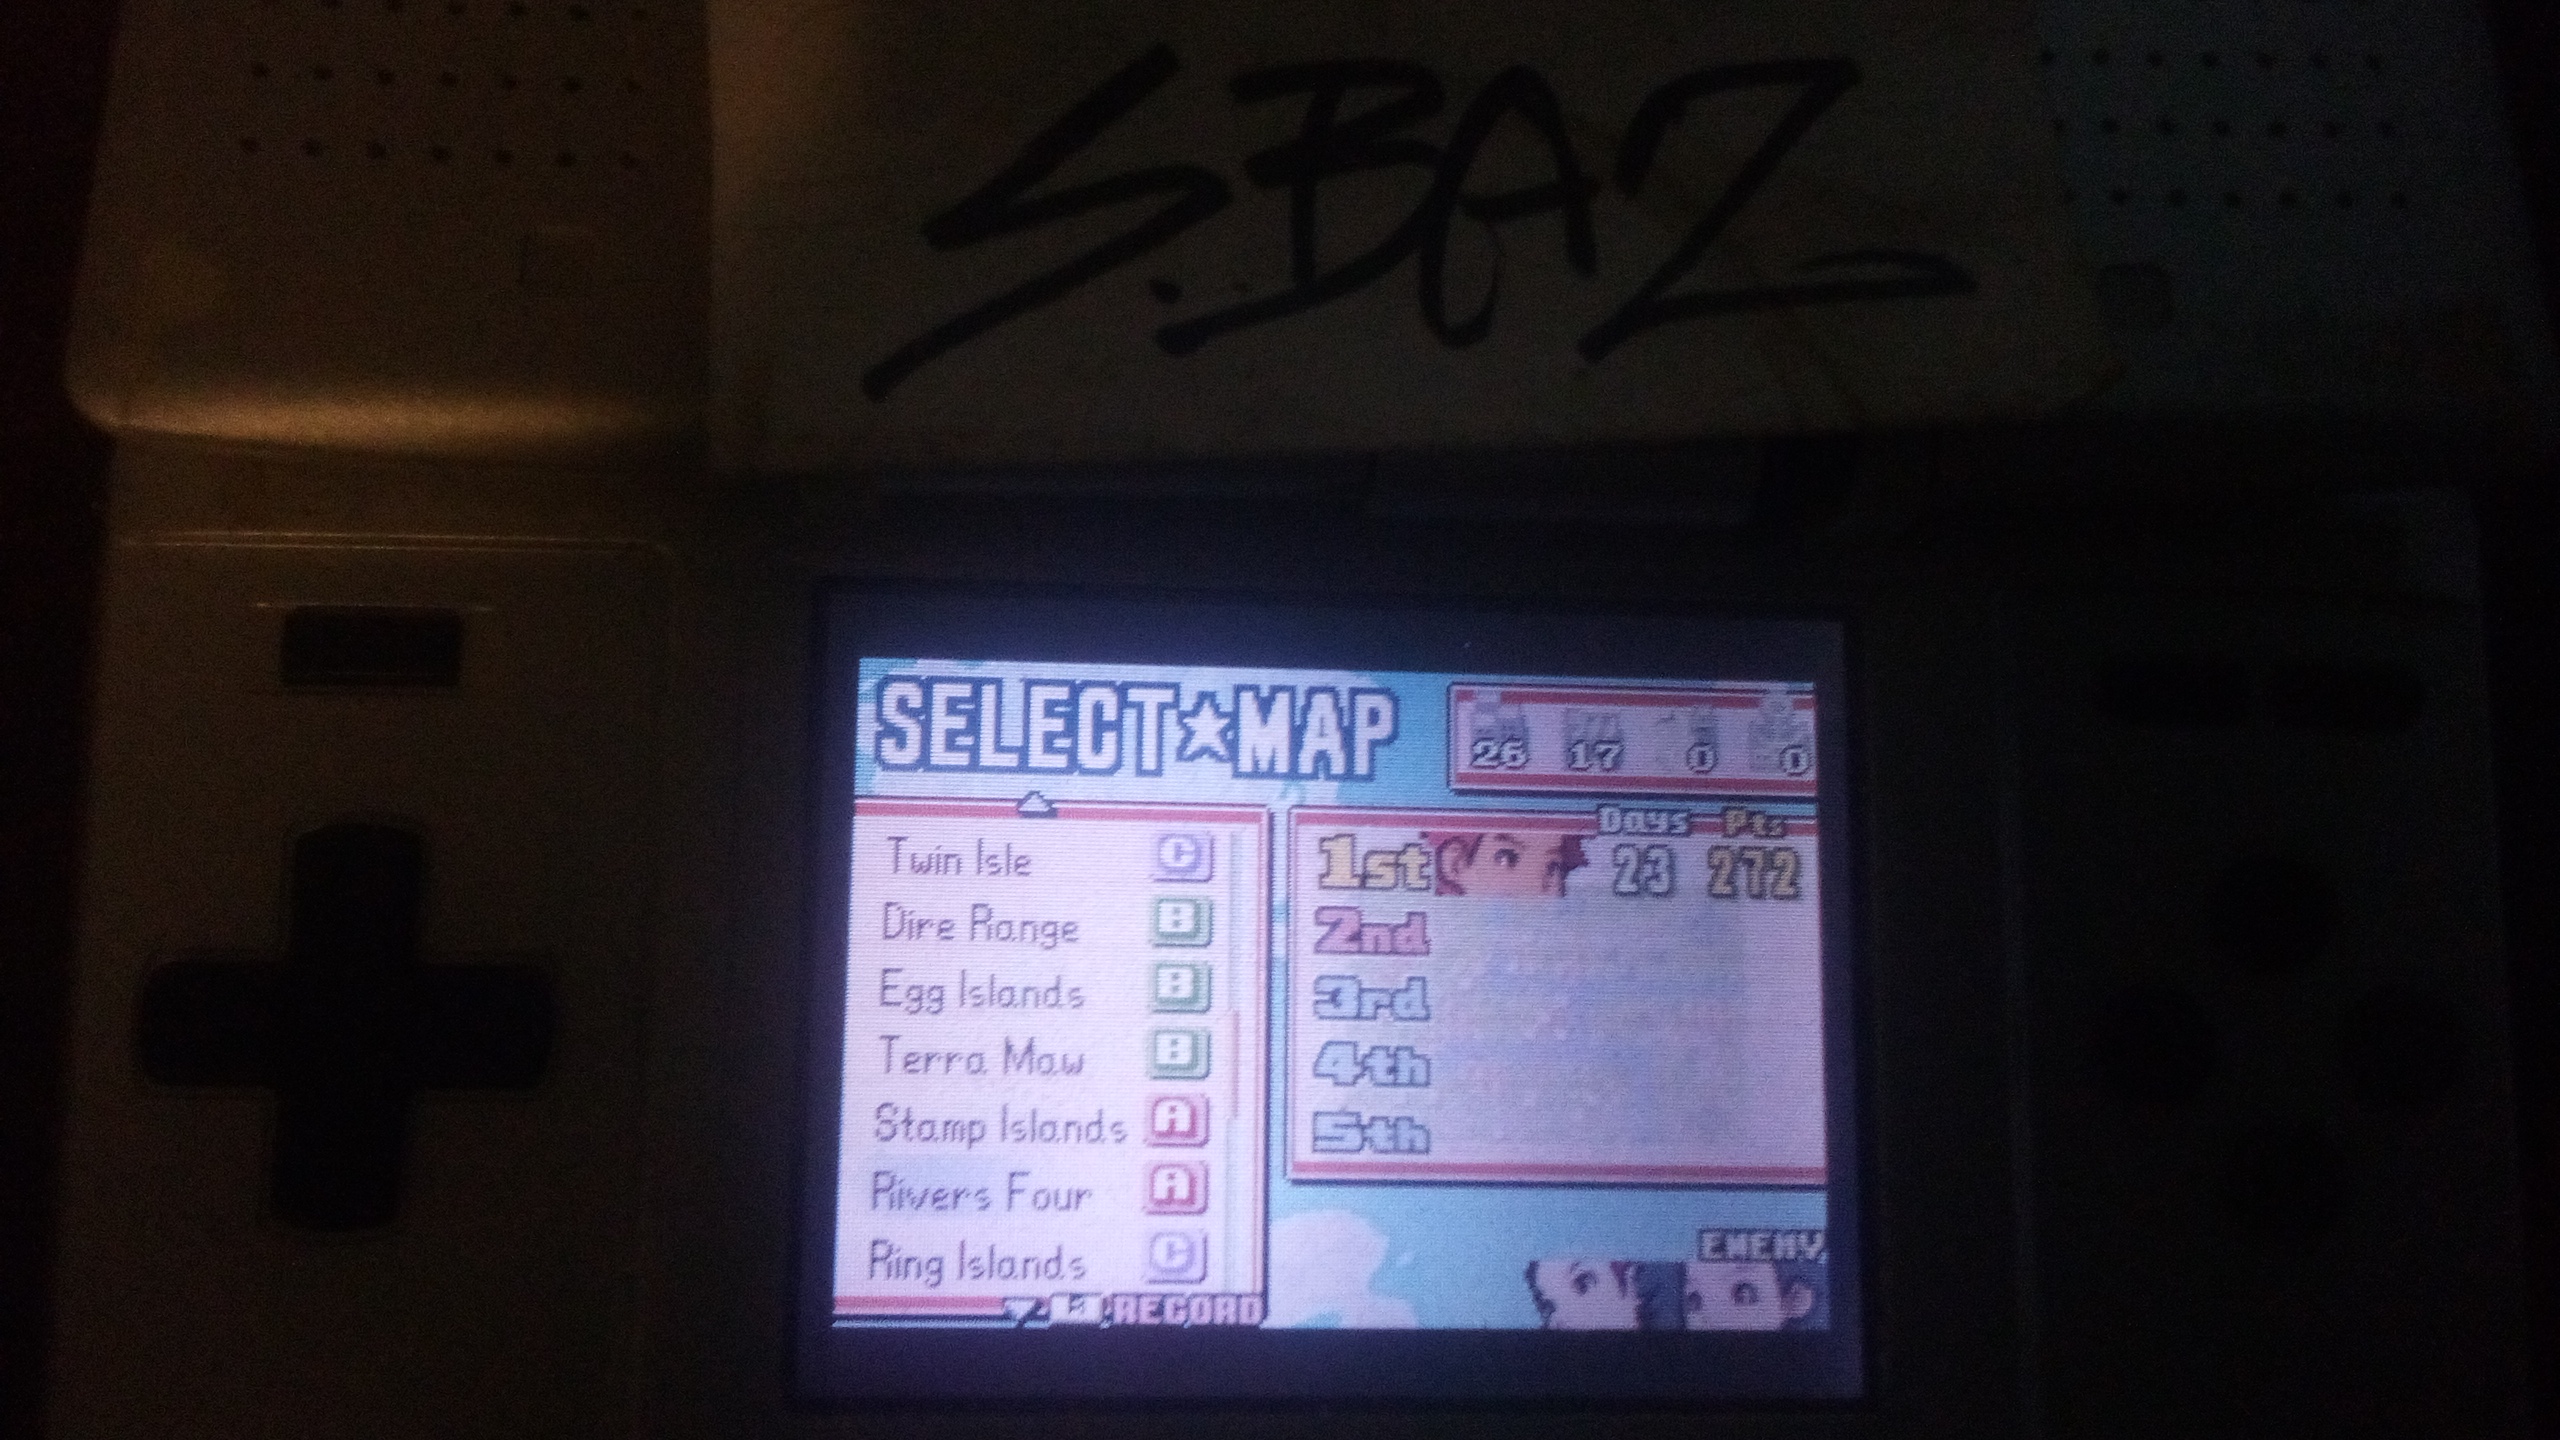 S.BAZ
SELECT★MAP
26 17 0 0
Days Pts
1st 23 272
2nd
3rd
4th
5th
Twin Isle C
Dire Range B
Egg Islands B
Terra Maw B
Stamp Islands A
Rivers Four A
Ring Islands C
RECORD
ENEMY